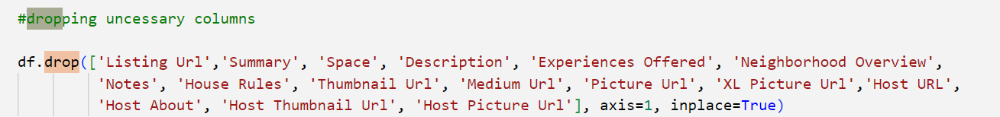 #dropping uncessary columns
df.drop(['Listing Url','Summary', 'Space', 'Description', 'Experiences Offered', 'Neighborhood Overview',
'Notes', 'House Rules', 'Thumbnail Url', 'Medium Url', 'Picture Url', 'XL Picture Url','Host URL',
'Host About', 'Host Thumbnail Url', 'Host Picture Url'], axis=1, inplace=True)